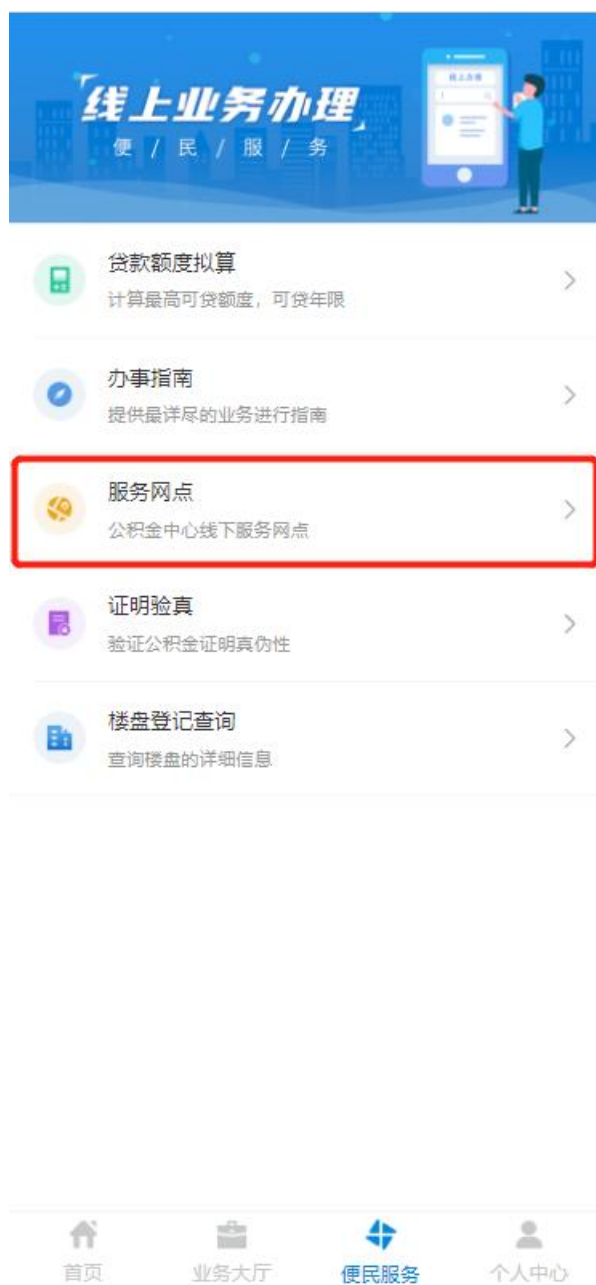 线上业务办理
便 / 民 / 服 / 务
线上办理
贷款额度拟算
计算最高可贷额度，可贷年限
办事指南
提供最详尽的业务进行指南
服务网点
公积金中心线下服务网点
证明验真
验证公积金证明真伪性
楼盘登记查询
查询楼盘的详细信息
首页 业务大厅 便民服务 个人中心